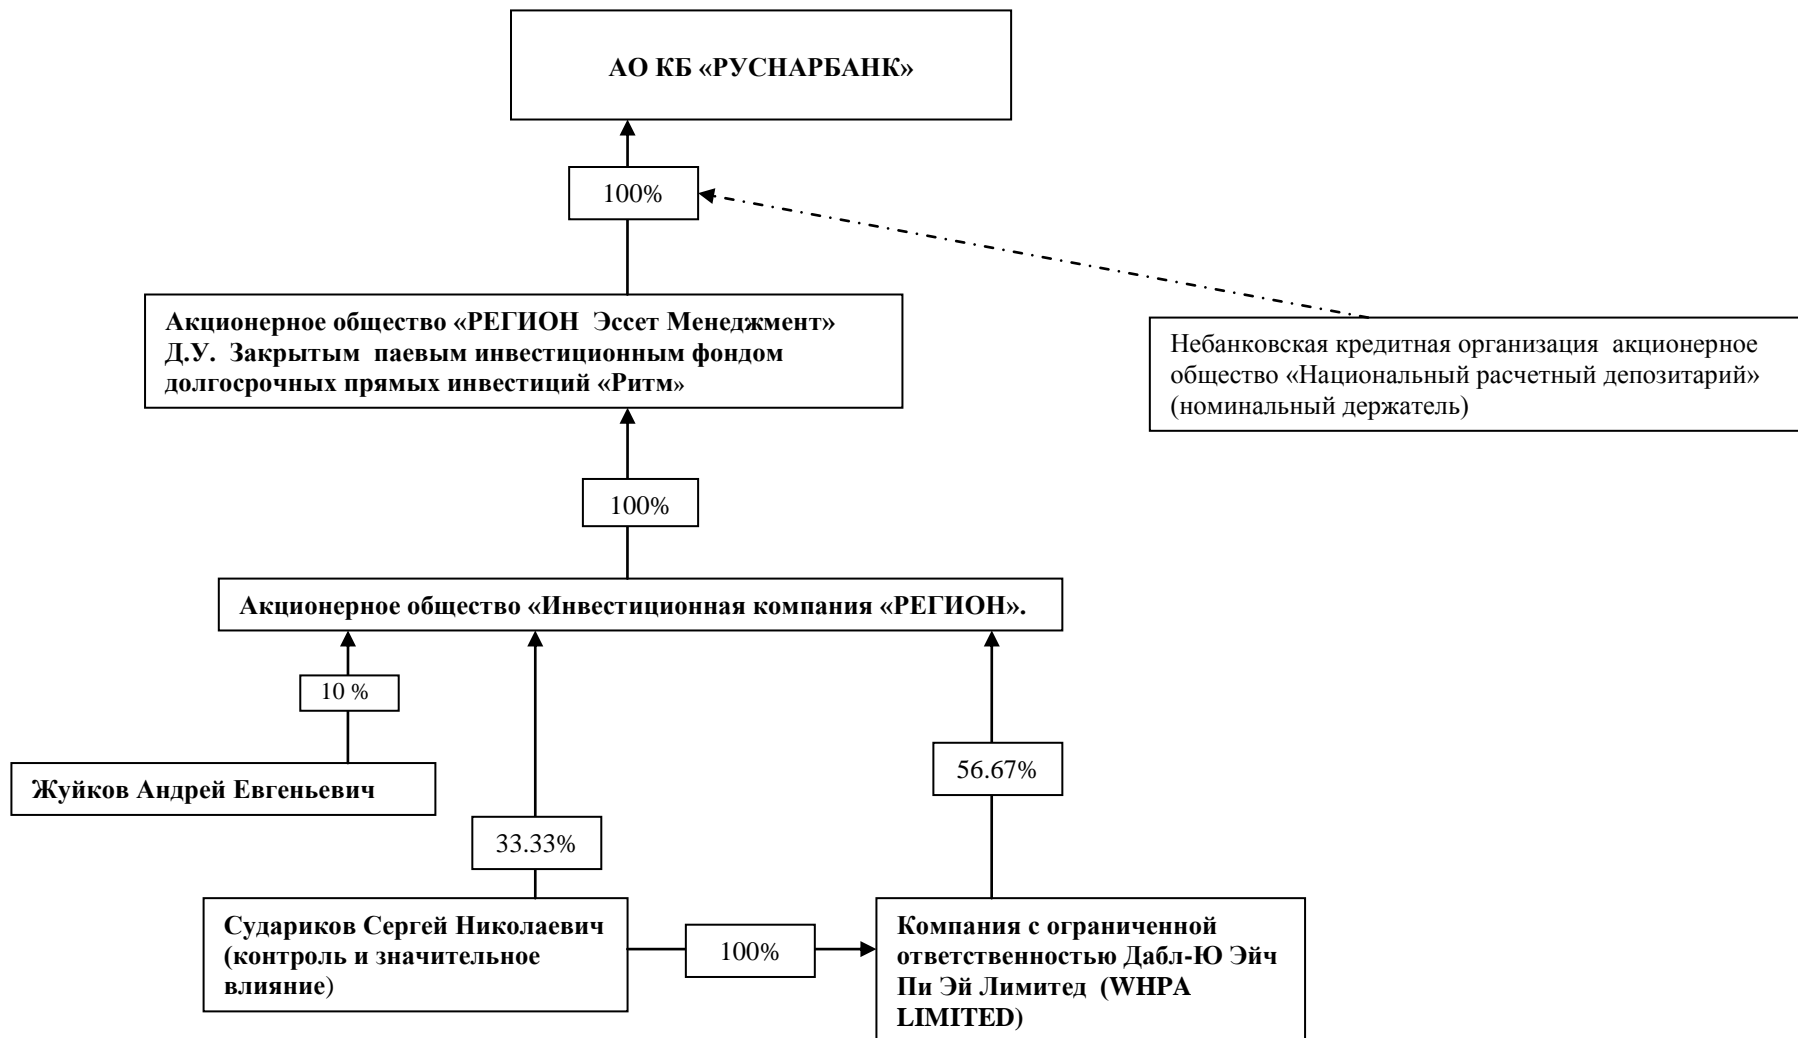 АО КБ «РУСНАРБАНК»
100%
Акционерное общество «РЕГИОН Эссет Менеджмент»
Д.У. Закрытым паевым инвестиционным фондом
долгосрочных прямых инвестиций «Ритм»
Небанковская кредитная организация акционерное
общество «Национальный расчетный депозитарий»
(номинальный держатель)
100%
Акционерное общество «Инвестиционная компания «РЕГИОН».
10 %
Жуйков Андрей Евгеньевич
56.67%
33.33%
Судариков Сергей Николаевич
(контроль и значительное
влияние)
100%
Компания с ограниченной
ответственностью Дабл-Ю Эйч
Пи Эй Лимитед (WHPA
LIMITED)